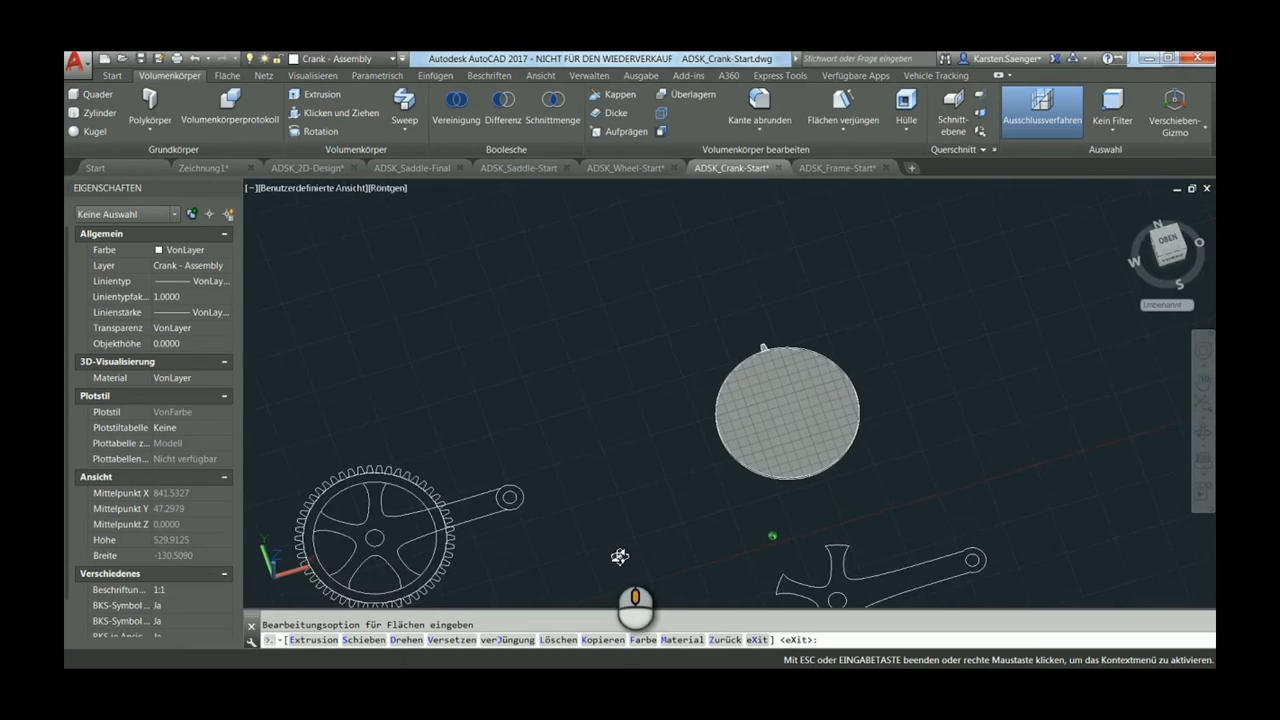 Crank - Assembly
Autodesk AutoCAD 2017 - NICHT FÜR DEN WIEDERVERKAUF ADSK_Crank-Start.dwg
Stichwort oder Frage eingeben
Karsten.Saenger
Start Volumenkörper Fläche Netz Visualisieren Parametrisch Einfügen Beschriften Ansicht Verwalten Ausgabe Add-ins A360 Express Tools Verfügbare Apps Vehicle Tracking
Quader
Zylinder
Kugel
Polykörper
Volumenkörperprotokoll
Extrusion
Klicken und Ziehen
Rotation
Sweep
Vereinigung
Differenz
Schnittmenge
Kappen
Dicke
Aufprägen
Überlagern
Kante abrunden
Flächen verjüngen
Hülle
Schnitt-
ebene
Ausschlussverfahren
Kein Filter
Verschieben-
Gizmo
Grundkörper Volumenkörper Boolesche Volumenkörper bearbeiten Querschnitt Auswahl
Start Zeichnung1* ADSK_2D-Design* ADSK_Saddle-Final ADSK_Saddle-Start ADSK_Wheel-Start* ADSK_Crank-Start* ADSK_Frame-Start*
EIGENSCHAFTEN
[−][Benutzerdefinierte Ansicht][Röntgen]
Keine Auswahl
Allgemein
Farbe VonLayer
Layer Crank - Assembly
Linientyp VonLay...
Linientypfak... 1.0000
Linienstärke VonLay...
Transparenz VonLayer
Objekthöhe 0.0000
3D-Visualisierung
Material VonLayer
Plotstil
Plotstil VonFarbe
Plotstiltabelle Keine
Plottabelle z... Modell
Plottabellen... Nicht verfügbar
Ansicht
Mittelpunkt X 841.5327
Mittelpunkt Y 47.2979
Mittelpunkt Z 0.0000
Höhe 529.9125
Breite -130.5090
Verschiedenes
Beschriftun... 1:1
BKS-Symbol ... Ja
BKS-Symbol ... Ja
N
OBEN
O
W
S
Unbenannt
Y
Z
Bearbeitungsoption für Flächen eingeben
[Extrusion Schieben Drehen Versetzen verJüngung Löschen Kopieren Farbe Material Zurück eXit] <eXit>:
Mit ESC oder EINGABETASTE beenden oder rechte Maustaste klicken, um das Kontextmenü zu aktivieren.